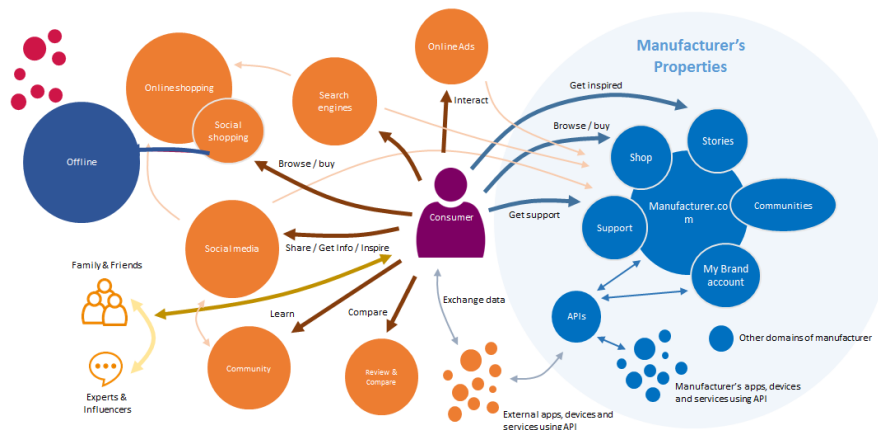 Manufacturer's
Properties
OnlineAds
Get inspired
Onlineshopping
Search
engines
Interact
Browse / buy
Social
shopping
Stories
Shop
Offline
Browse / buy
Consumer
Get support
Manufacturer.co
m
Communities
Support
Social media
Share / Get Info / Inspire
Family & Friends
My Brand
account
Exchange data
Learn
Compare
APIs
Other domains of manufacturer
Community
Review &
Compare
Experts &
Influencers
External apps, devices and
services using API
Manufacturer's apps, devices
and services using API